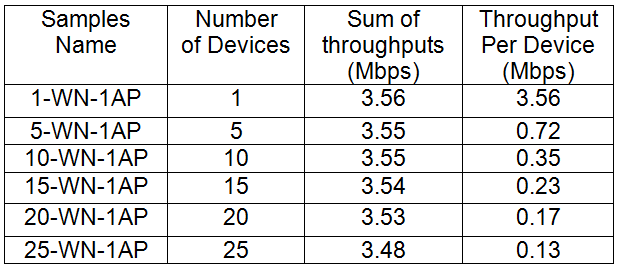 Samples Name | Number of Devices | Sum of throughputs (Mbps) | Throughput Per Device (Mbps)
1-WN-1AP | 1 | 3.56 | 3.56
5-WN-1AP | 5 | 3.55 | 0.72
10-WN-1AP | 10 | 3.55 | 0.35
15-WN-1AP | 15 | 3.54 | 0.23
20-WN-1AP | 20 | 3.53 | 0.17
25-WN-1AP | 25 | 3.48 | 0.13